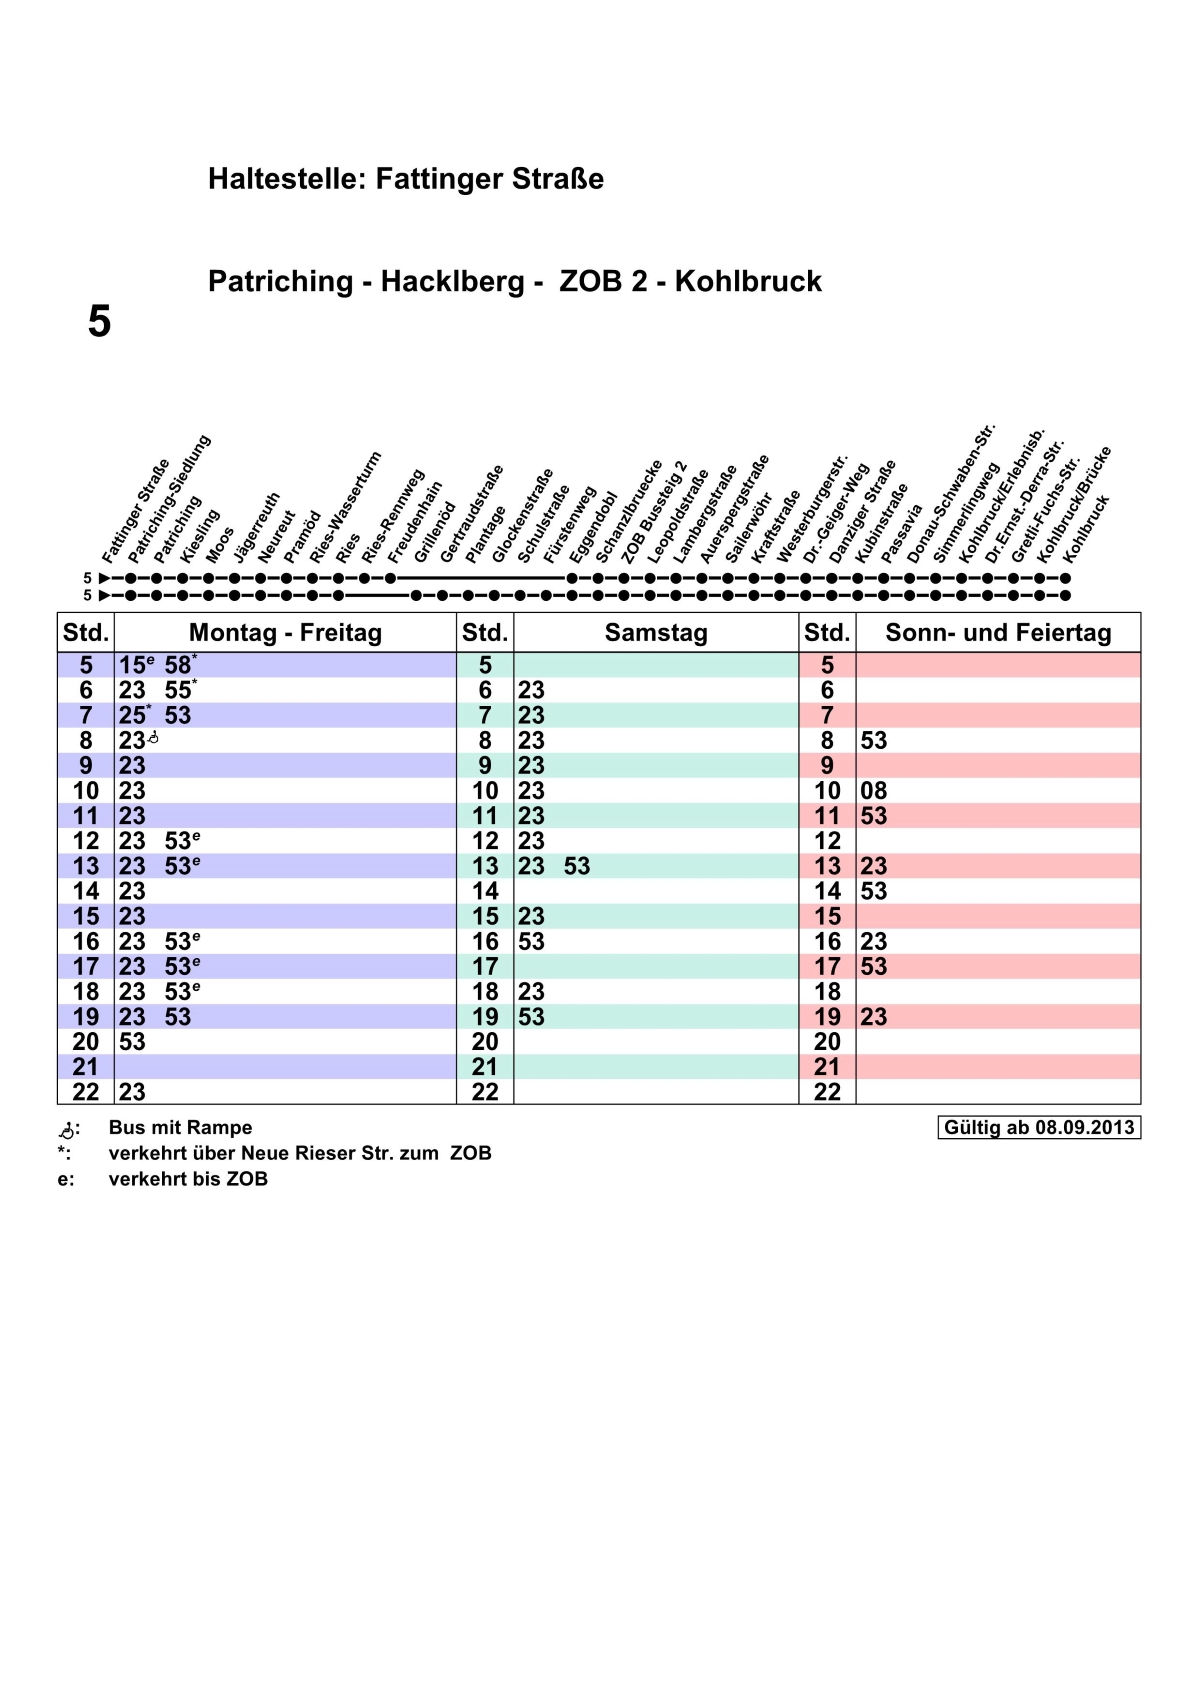 Haltestelle: Fattinger Straße
Patriching - Hacklberg - ZOB 2 - Kohlbruck
5
Fattinger Straße
Patriching-Siedlung
Patriching
Kiesling
Moos
Jägerreuth
Neureut
Pramöd
Ries-Wasserturm
Ries
Ries-Rennweg
Freudenhain
Grillenöd
Gertraudstraße
Plantage
Glockenstraße
Schulstraße
Fürstenweg
Eggendobl
Schanzlbruecke
ZOB Bussteig 2
Leopoldstraße
Lambergstraße
Auerspergstraße
Sailerwöhr
Kraftstraße
Westerburgerstr.
Dr.-Geiger-Weg
Danziger Straße
Kubinstraße
Passavia
Donau-Schwaben-Str.
Simmerlingweg
Kohlbruck/Erlebnisb.
Dr.Ernst-Derra-Str.
Gretli-Fuchs-Str.
Kohlbruck/Brücke
Kohlbruck
5
5
Std. Montag - Freitag Std. Samstag Std. Sonn- und Feiertag
5 15e 58* 5 5
6 23 55* 6 23 6
7 25* 53 7 23 7
8 23 8 23 8 53
9 23 9 23 9
10 23 10 23 10 08
11 23 11 23 11 53
12 23 53e 12 23 12
13 23 53e 13 23 53 13 23
14 23 14 14 53
15 23 15 23 15
16 23 53e 16 53 16 23
17 23 53e 17 17 53
18 23 53e 18 23 18
19 23 53 19 53 19 23
20 53 20 20
21 21 21
22 23 22 22
: Bus mit Rampe Gültig ab 08.09.2013
*: verkehrt über Neue Rieser Str. zum ZOB
e: verkehrt bis ZOB